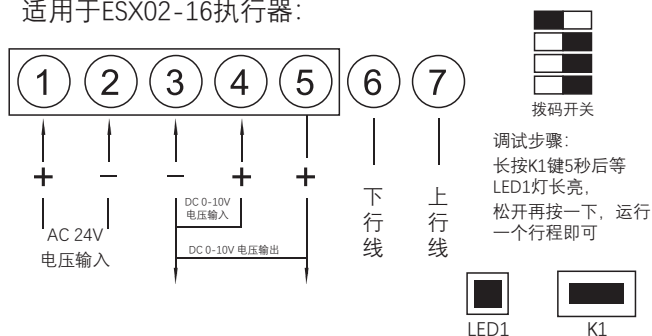 适用于ESX02-16执行器：
1 2 3 4 5 6 7
拨码开关
调试步骤：
长按K1键5秒后等
LED1灯长亮，
松开再按一下，运行
一个行程即可
+ − − + +
DC 0-10V
电压输入
AC 24V
电压输入
DC 0-10V 电压输出
下行线
上行线
LED1
K1